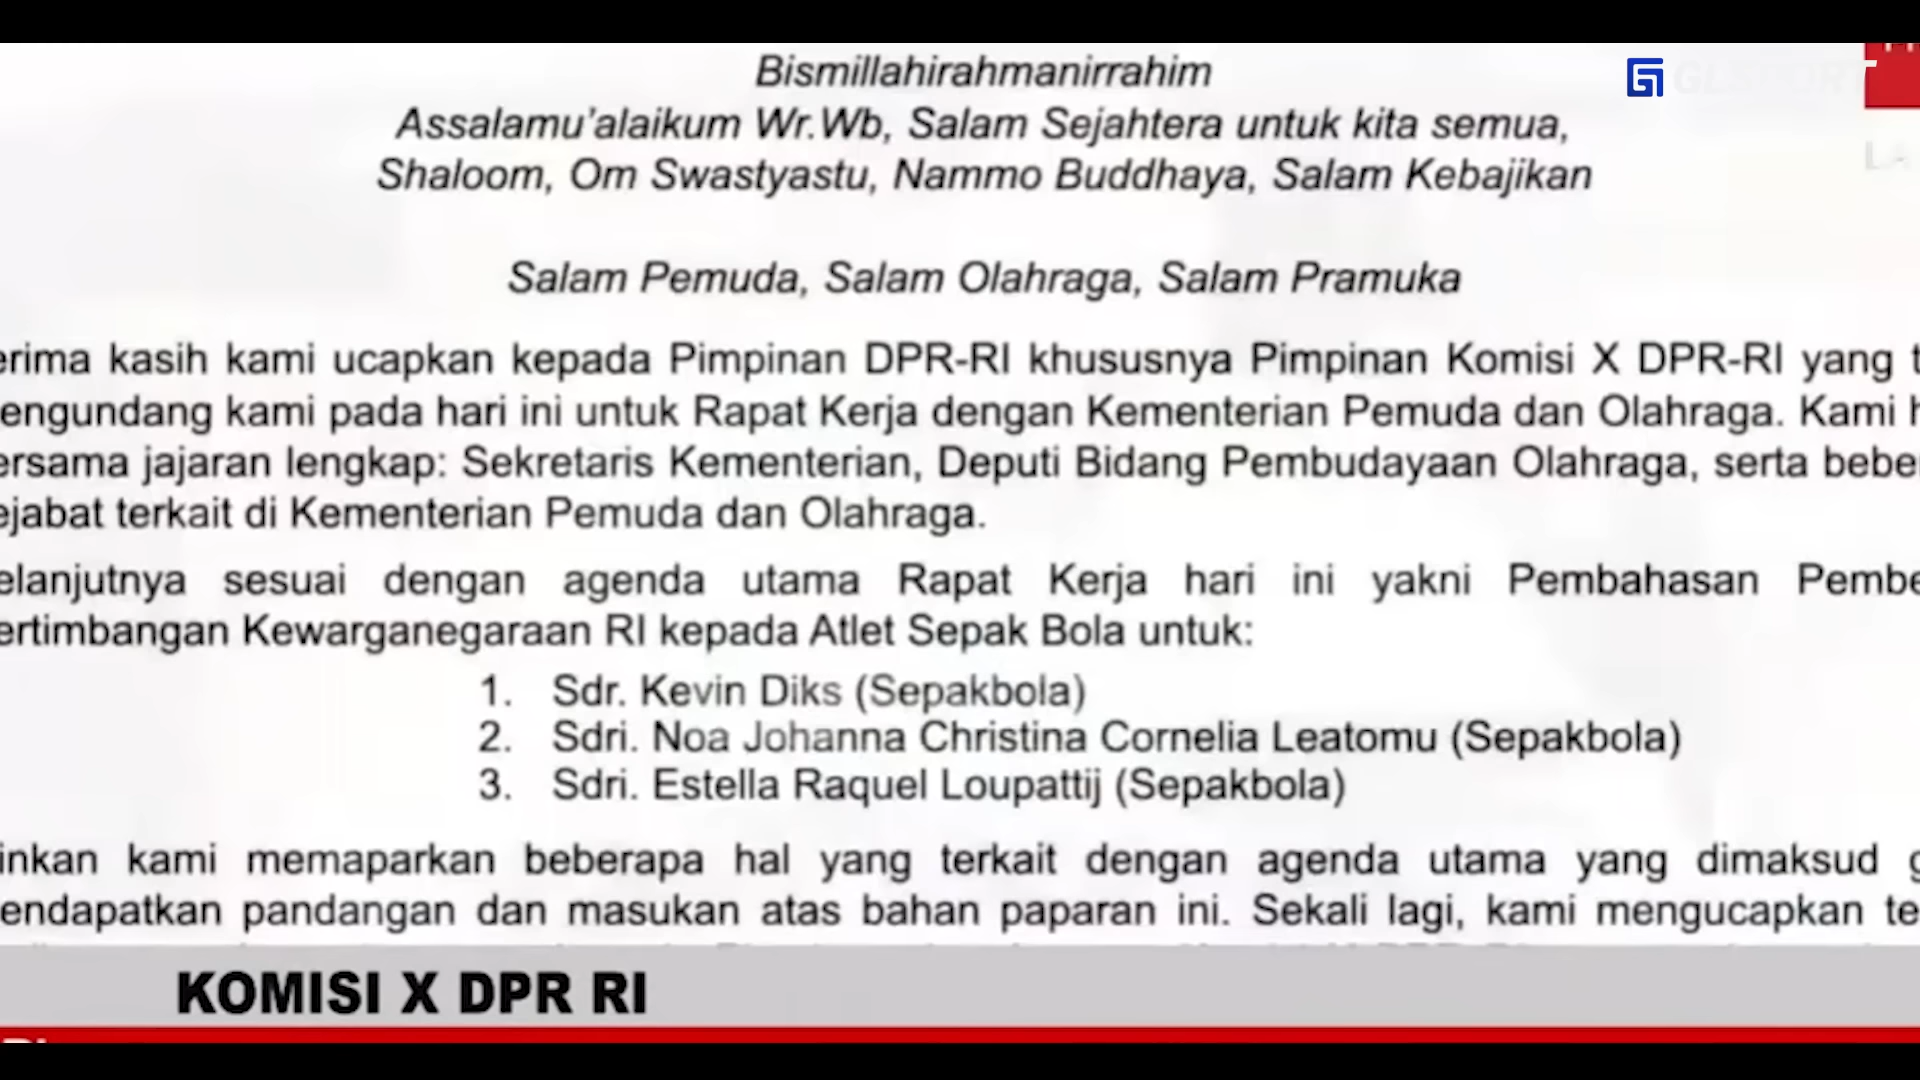 Bismillahirahmanirrahim
GLSPORT
Assalamu'alaikum Wr.Wb, Salam Sejahtera untuk kita semua,
Shaloom, Om Swastyastu, Nammo Buddhaya, Salam Kebajikan
LA
Salam Pemuda, Salam Olahraga, Salam Pramuka
erima kasih kami ucapkan kepada Pimpinan DPR-RI khususnya Pimpinan Komisi X DPR-RI yang t
engundang kami pada hari ini untuk Rapat Kerja dengan Kementerian Pemuda dan Olahraga. Kami h
ersama jajaran lengkap: Sekretaris Kementerian, Deputi Bidang Pembudayaan Olahraga, serta bebe
ejabat terkait di Kementerian Pemuda dan Olahraga.
elanjutnya sesuai dengan agenda utama Rapat Kerja hari ini yakni Pembahasan Pembe
ertimbangan Kewarganegaraan RI kepada Atlet Sepak Bola untuk:
1. Sdr. Kevin Diks (Sepakbola)
2. Sdri. Noa Johanna Christina Cornelia Leatomu (Sepakbola)
3. Sdri. Estella Raquel Loupattij (Sepakbola)
inkan kami memaparkan beberapa hal yang terkait dengan agenda utama yang dimaksud g
endapatkan pandangan dan masukan atas bahan paparan ini. Sekali lagi, kami mengucapkan te
KOMISI X DPR RI